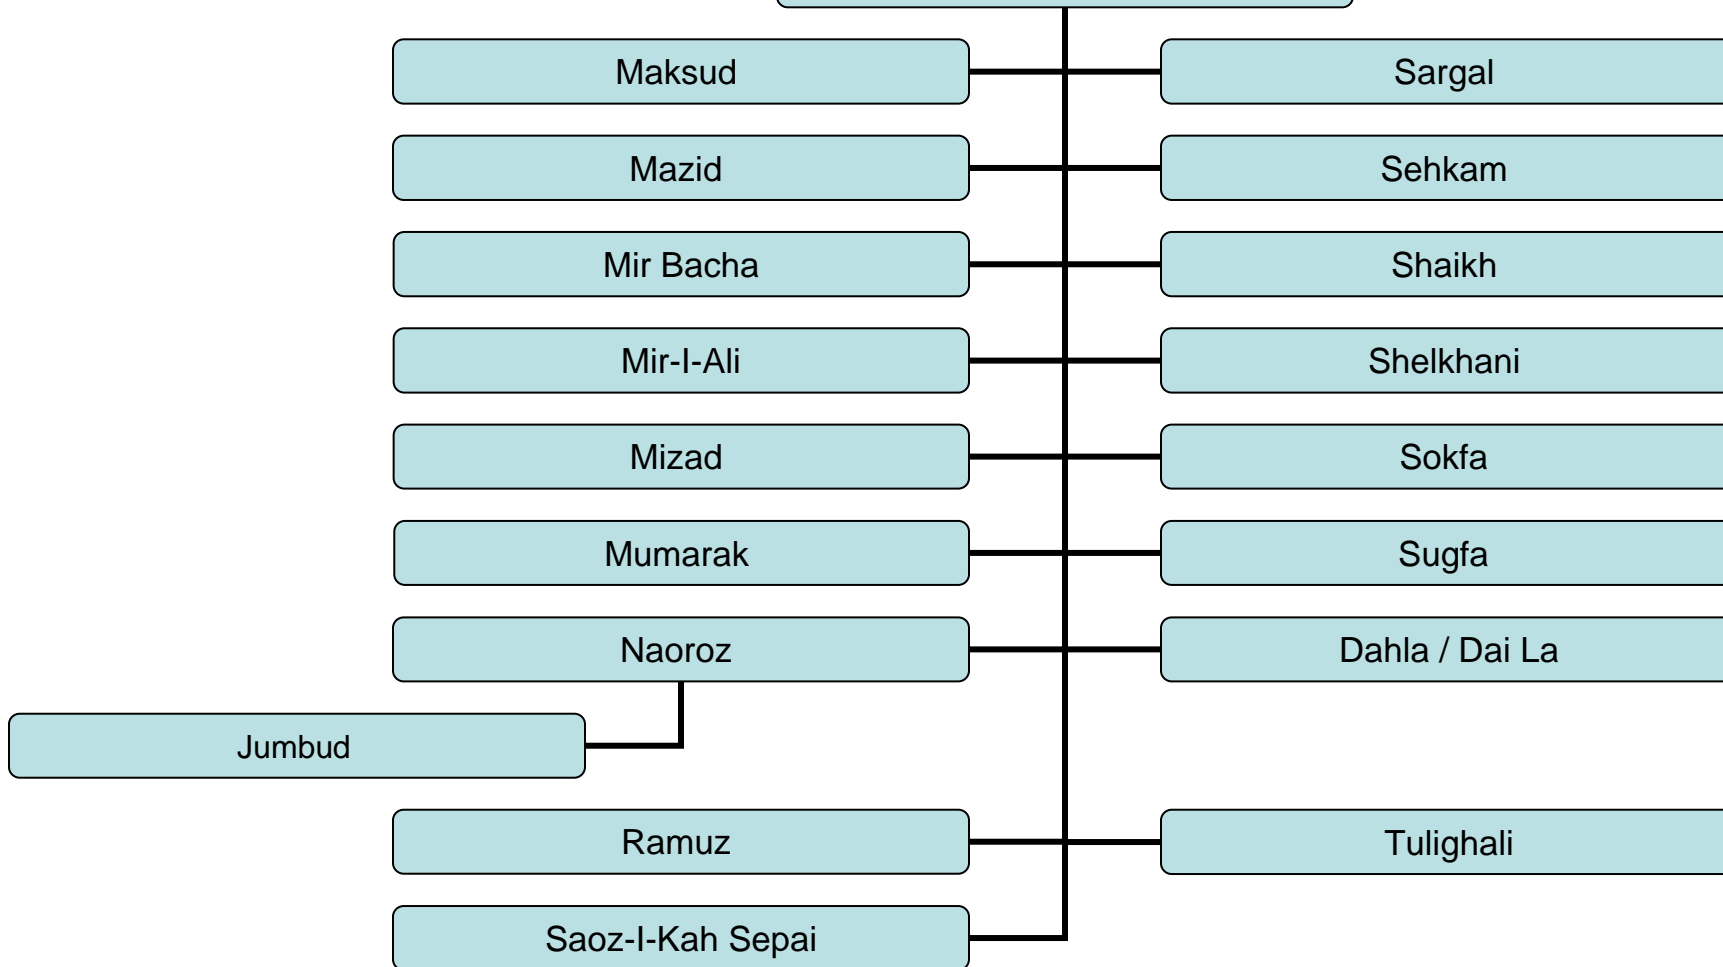 Maksud
Sargal
Mazid
Sehkam
Mir Bacha
Shaikh
Mir-I-Ali
Shelkhani
Mizad
Sokfa
Mumarak
Sugfa
Naoroz
Dahla / Dai La
Jumbud
Ramuz
Tulighali
Saoz-I-Kah Sepai